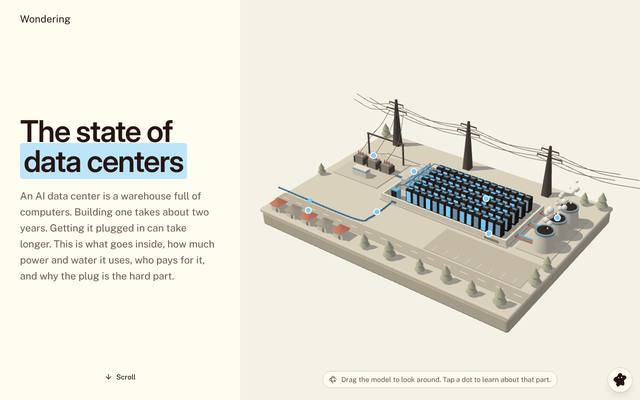 Wondering
The state of
data centers
An AI data center is a warehouse full of
computers. Building one takes about two
years. Getting it plugged in can take
longer. This is what goes inside, how much
power and water it uses, who pays for it,
and why the plug is the hard part.
Scroll
Drag the model to look around. Tap a dot to learn about that part.